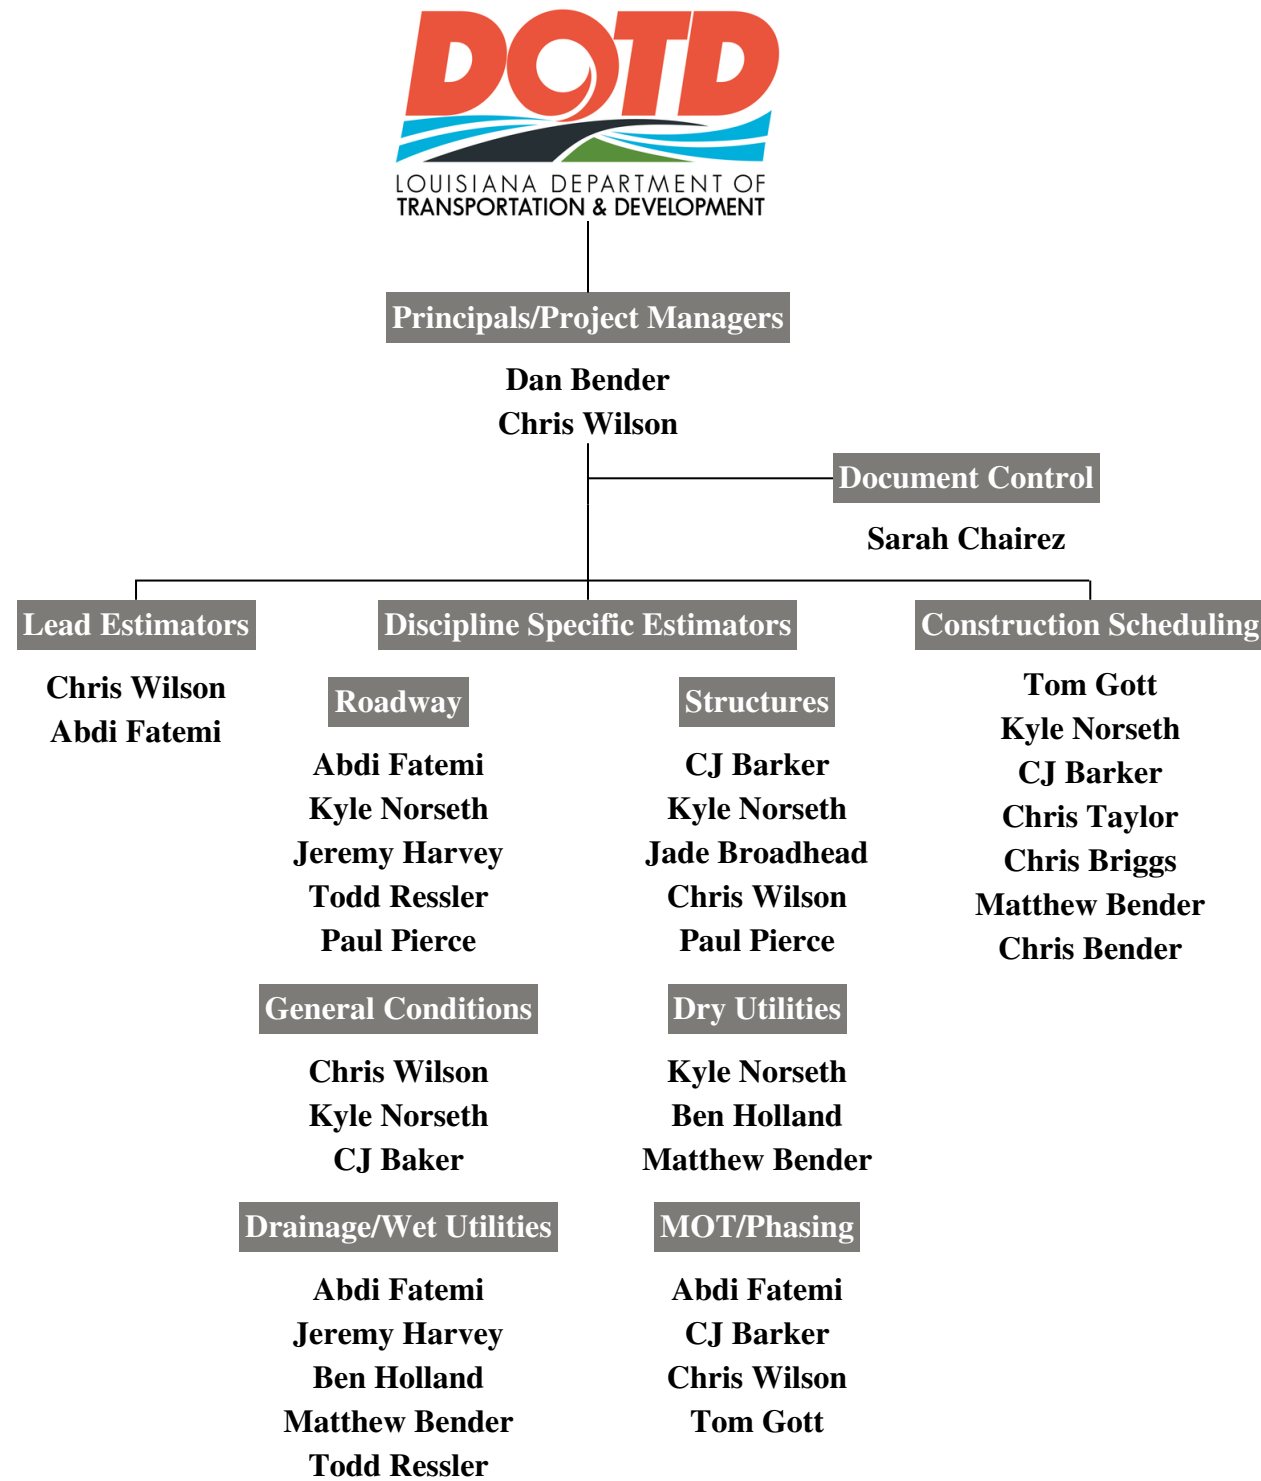 DOTD
LOUISIANA DEPARTMENT OF
TRANSPORTATION & DEVELOPMENT
Principals/Project Managers
Dan Bender
Chris Wilson
Document Control
Sarah Chairez
Lead Estimators
Chris Wilson
Abdi Fatemi
Discipline Specific Estimators
Roadway
Abdi Fatemi
Kyle Norseth
Jeremy Harvey
Todd Ressler
Paul Pierce
Structures
CJ Barker
Kyle Norseth
Jade Broadhead
Chris Wilson
Paul Pierce
General Conditions
Chris Wilson
Kyle Norseth
CJ Baker
Dry Utilities
Kyle Norseth
Ben Holland
Matthew Bender
Drainage/Wet Utilities
Abdi Fatemi
Jeremy Harvey
Ben Holland
Matthew Bender
Todd Ressler
MOT/Phasing
Abdi Fatemi
CJ Barker
Chris Wilson
Tom Gott
Construction Scheduling
Tom Gott
Kyle Norseth
CJ Barker
Chris Taylor
Chris Briggs
Matthew Bender
Chris Bender